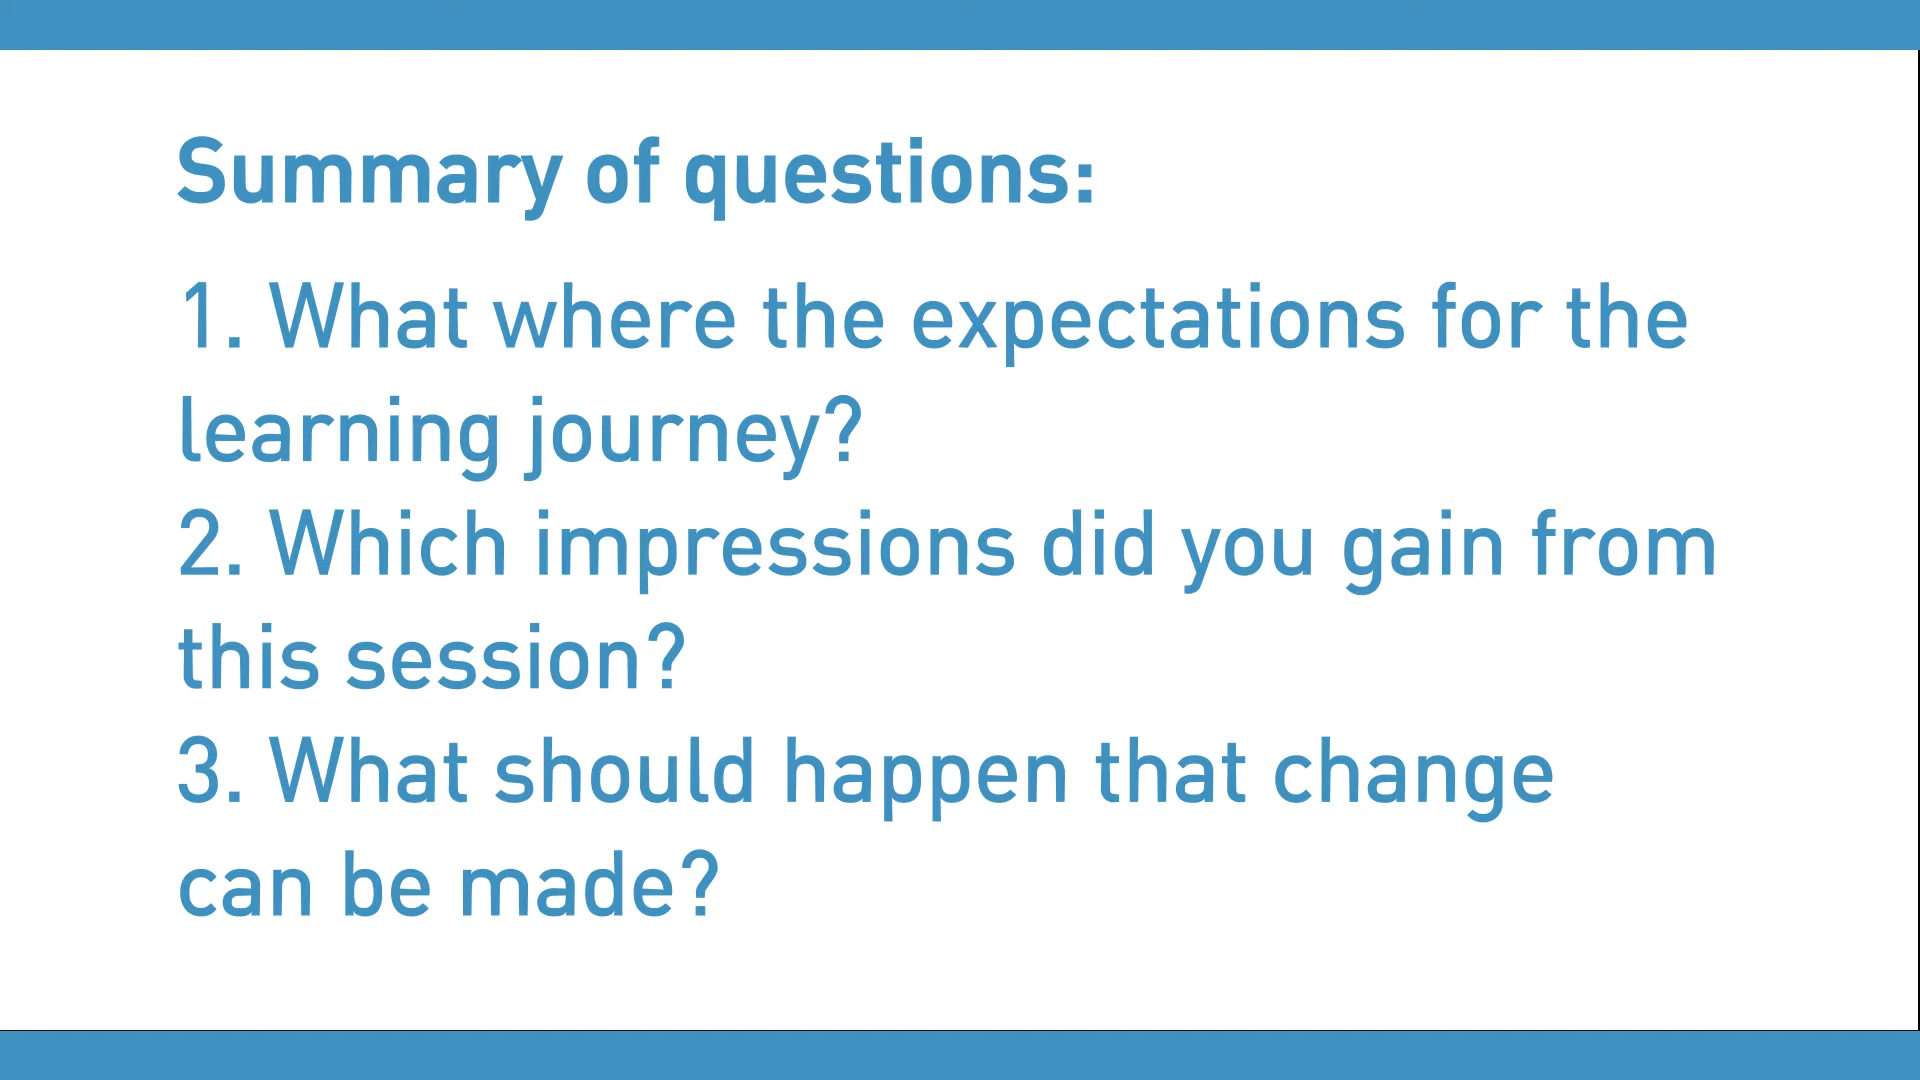 Summary of questions:
1. What where the expectations for the
learning journey?
2. Which impressions did you gain from
this session?
3. What should happen that change
can be made?